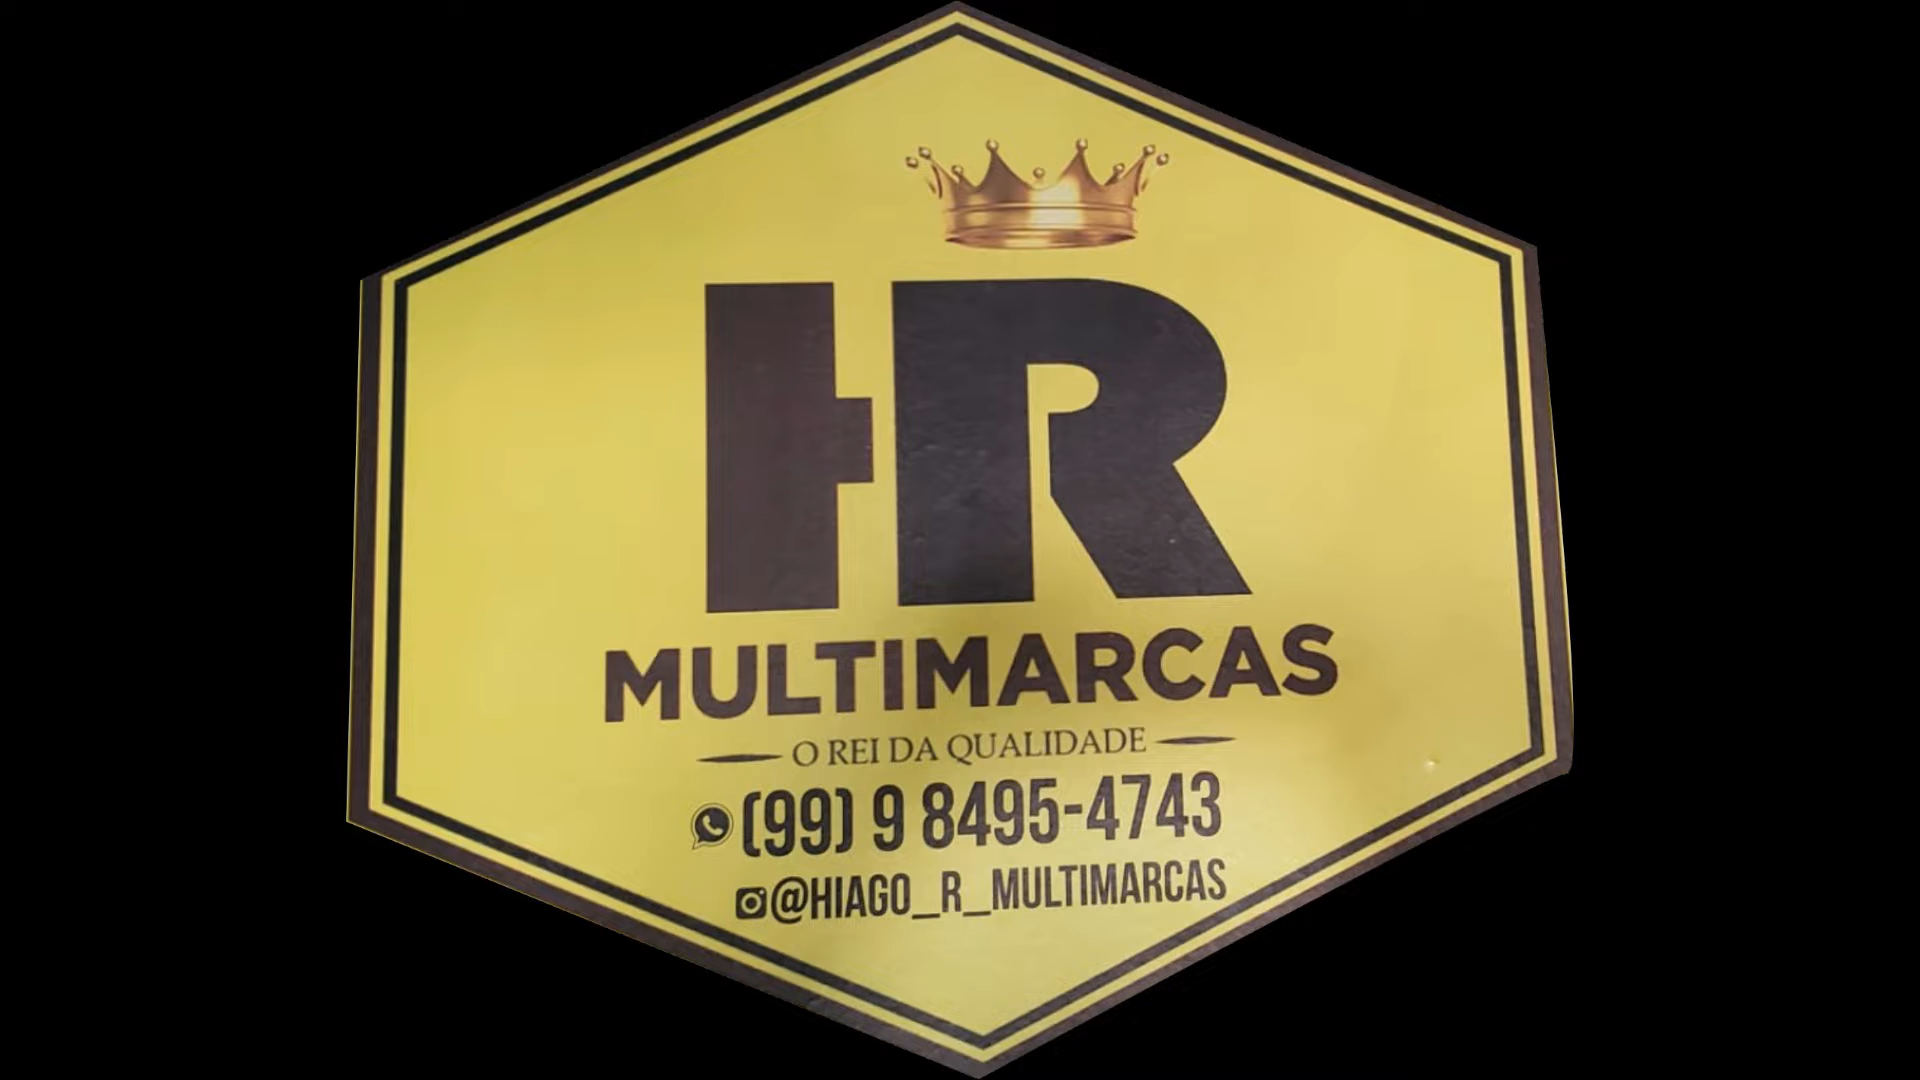 HR
MULTIMARCAS
O REI DA QUALIDADE
(99) 9 8495-4743
@HIAGO_R_MULTIMARCAS